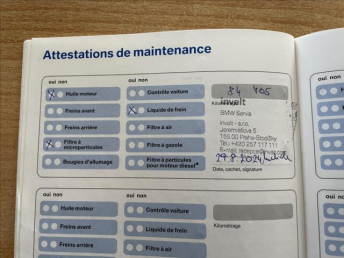 Attestations de maintenance
oui non oui non
Huile moteur Contrôle voiture 84 405
Kilométrage
invelt
Freins avant Liquide de frein BMW Servis
invelt - s.r.o.
Freins arrière Filtre à air Jeremiášova 5
155 00 Praha-Stodůlky
Filtre à microparticules Filtre à gazole +420 257 117 111
E-mail:
Bougies d'allumage Filtre à particules pour moteur diesel* 29.8.2024
Date, cachet, signature
oui non oui non
Huile moteur Contrôle voiture
Freins avant Liquide de frein Kilométrage
Freins arrière Filtre à air